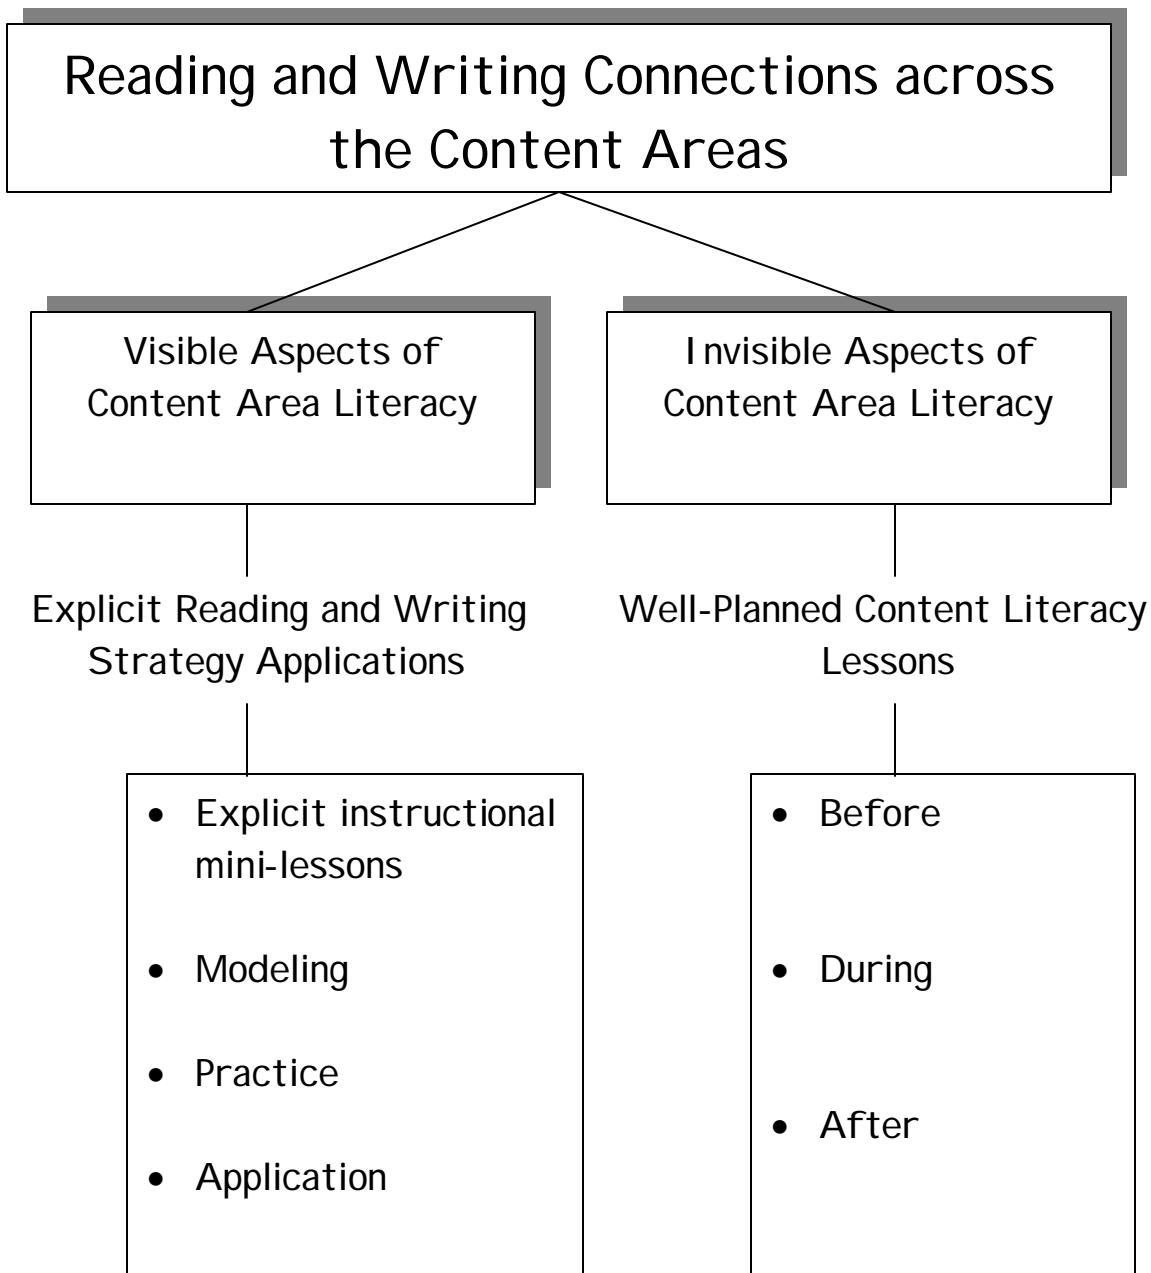 Reading and Writing Connections across
the Content Areas
Visible Aspects of
Content Area Literacy
Invisible Aspects of
Content Area Literacy
Explicit Reading and Writing
Strategy Applications
Well-Planned Content Literacy
Lessons
• Explicit instructional
mini-lessons
• Modeling
• Practice
• Application
• Before
• During
• After